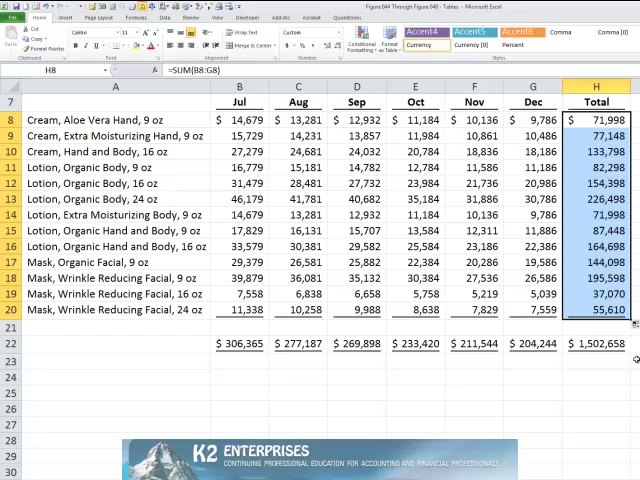 Figure 044 Through Figure 048 - Tables - Microsoft Excel
File Home Insert Page Layout Formulas Data Review View Developer Add-Ins Acrobat QuickBooks
Cut
Copy
Format Painter
Paste
Clipboard Font Alignment Number Styles
Wrap Text
Merge & Center
Conditional Formatting
Format as Table
Accent4 Accent5 Accent6 Comma Comma [0]
Currency Currency [0] Percent
H8 =SUM(B8:G8)
A B C D E F G H
7 Jul Aug Sep Oct Nov Dec Total
8 Cream, Aloe Vera Hand, 9 oz $ 14,679 $ 13,281 $ 12,932 $ 11,184 $ 10,136 $ 9,786 $ 71,998
9 Cream, Extra Moisturizing Hand, 9 oz 15,729 14,231 13,857 11,984 10,861 10,486 77,148
10 Cream, Hand and Body, 16 oz 27,279 24,681 24,032 20,784 18,836 18,186 133,798
11 Lotion, Organic Body, 9 oz 16,779 15,181 14,782 12,784 11,586 11,186 82,298
12 Lotion, Organic Body, 16 oz 31,479 28,481 27,732 23,984 21,736 20,986 154,398
13 Lotion, Organic Body, 24 oz 46,179 41,781 40,682 35,184 31,886 30,786 226,498
14 Lotion, Extra Moisturizing Body, 9 oz 14,679 13,281 12,932 11,184 10,136 9,786 71,998
15 Lotion, Organic Hand and Body, 9 oz 17,829 16,131 15,707 13,584 12,311 11,886 87,448
16 Lotion, Organic Hand and Body, 16 oz 33,579 30,381 29,582 25,584 23,186 22,386 164,698
17 Mask, Organic Facial, 9 oz 29,379 26,581 25,882 22,384 20,286 19,586 144,098
18 Mask, Wrinkle Reducing Facial, 9 oz 39,879 36,081 35,132 30,384 27,536 26,586 195,598
19 Mask, Wrinkle Reducing Facial, 16 oz 7,558 6,838 6,658 5,758 5,219 5,039 37,070
20 Mask, Wrinkle Reducing Facial, 24 oz 11,338 10,258 9,988 8,638 7,829 7,559 55,610
21
22 $ 306,365 $ 277,187 $ 269,898 $ 233,420 $ 211,544 $ 204,244 $ 1,502,658
23
24
25
26
27
28
29
30
K2 ENTERPRISES
CONTINUING PROFESSIONAL EDUCATION FOR ACCOUNTING AND FINANCIAL PROFESSIONALS